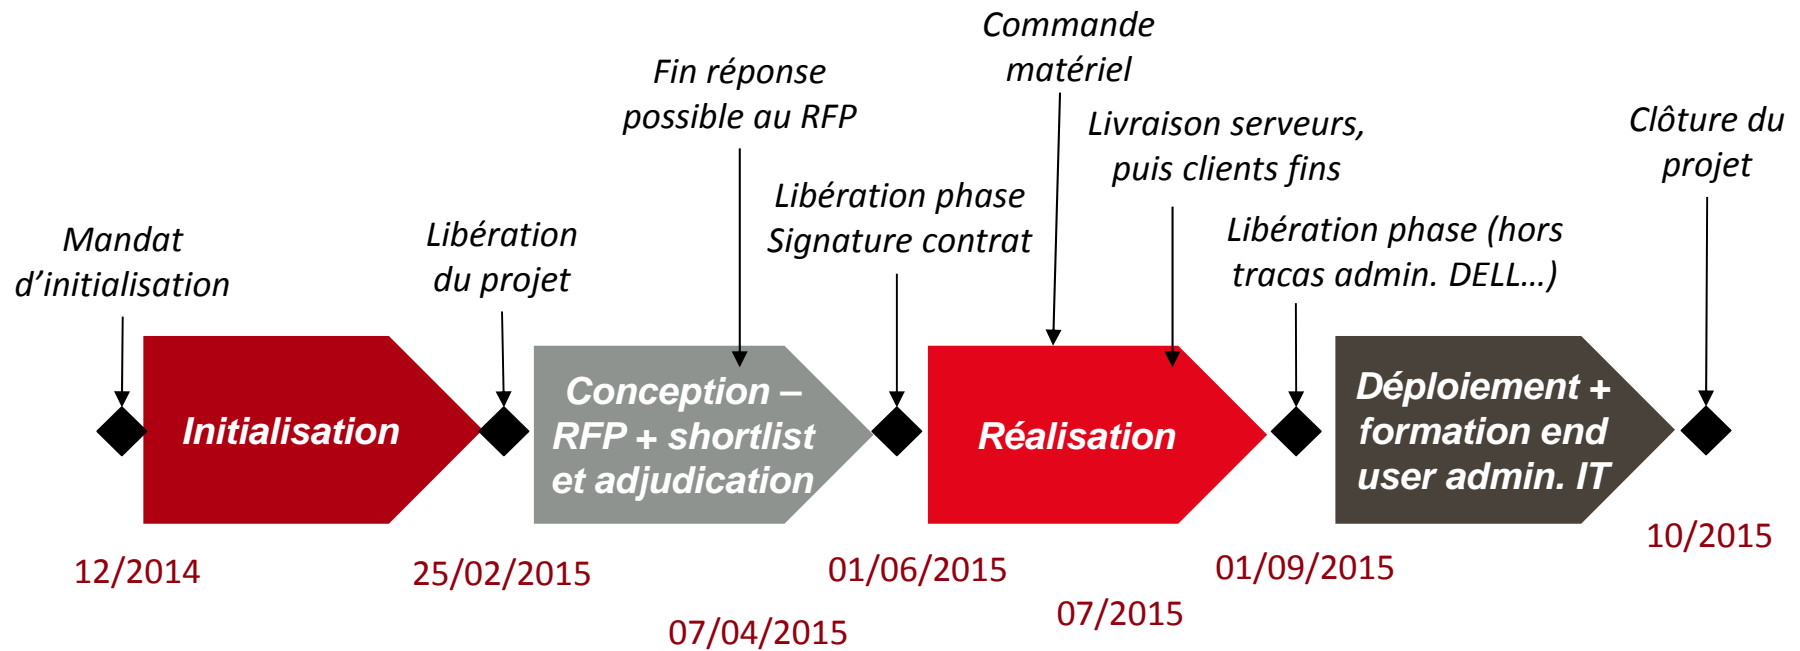 Commande
matériel
Fin réponse
possible au RFP
Livraison serveurs,
puis clients fins
Clôture du
projet
Libération phase
Signature contrat
Mandat
d’initialisation
Libération
du projet
Libération phase (hors
tracas admin. DELL…)
Initialisation
Conception –
RFP + shortlist
et adjudication
Réalisation
Déploiement +
formation end
user admin. IT
12/2014
25/02/2015
07/04/2015
01/06/2015
07/2015
01/09/2015
10/2015